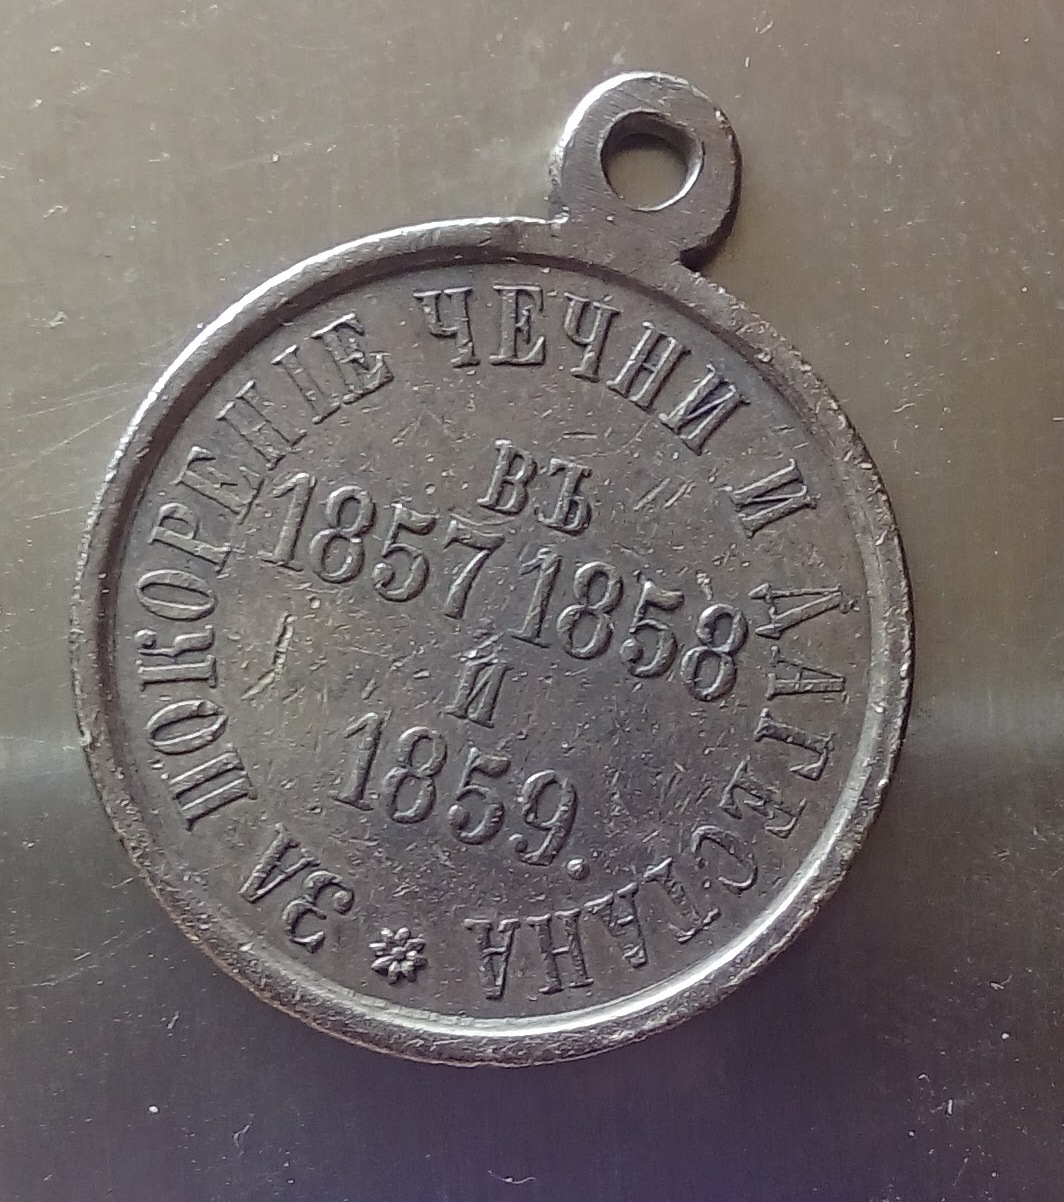 ЗА ПОКОРЕНІЕ ЧЕЧНИ И ДАГЕСТАНА
ВЪ
1857 1858
И
1859.